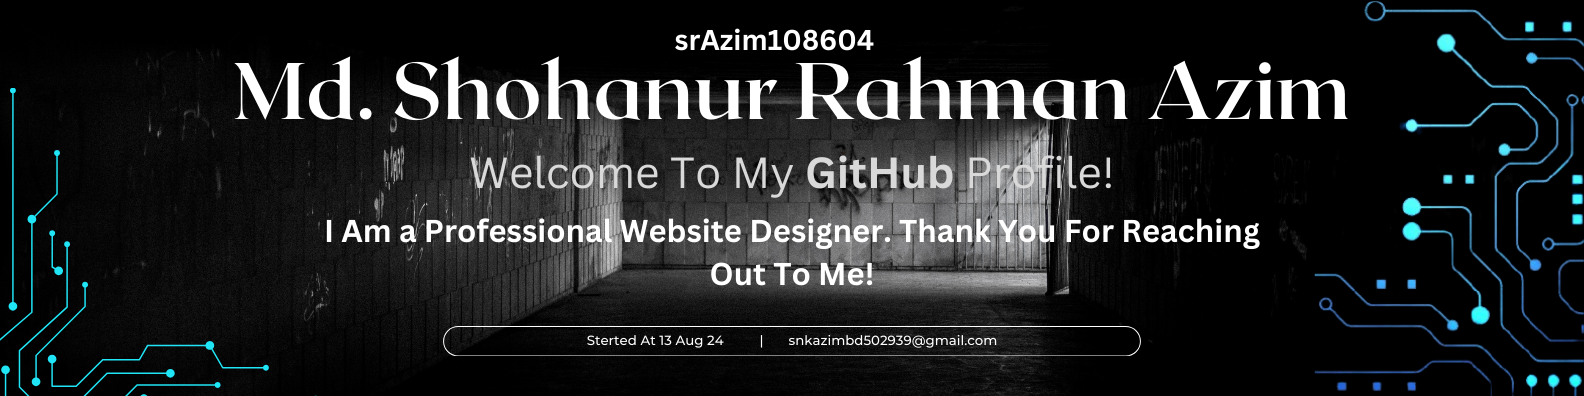 srAzim108604
Md. Shohanur Rahman Azim
Welcome To My GitHub Profile!
I Am a Professional Website Designer. Thank You For Reaching
Out To Me!
Sterted At 13 Aug 24 | snkazimbd502939@gmail.com